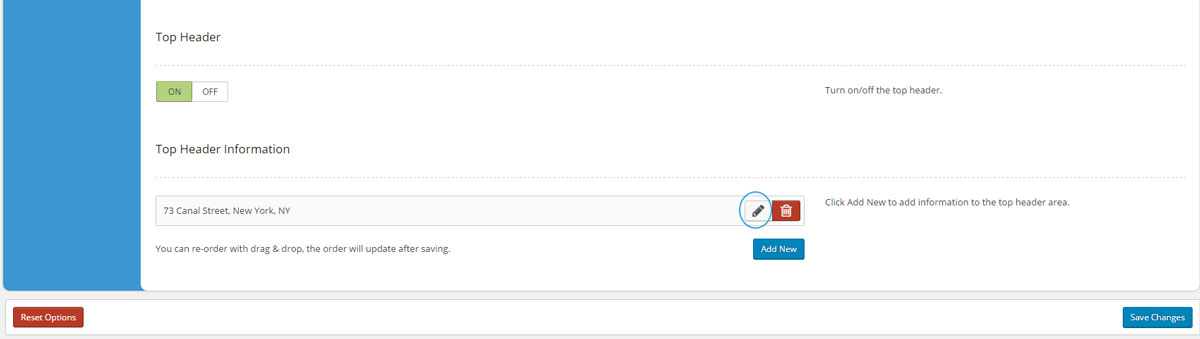 Top Header
ON OFF
Turn on/off the top header.
Top Header Information
73 Canal Street, New York, NY
Click Add New to add information to the top header area.
You can re-order with drag & drop, the order will update after saving.
Add New
Reset Options
Save Changes